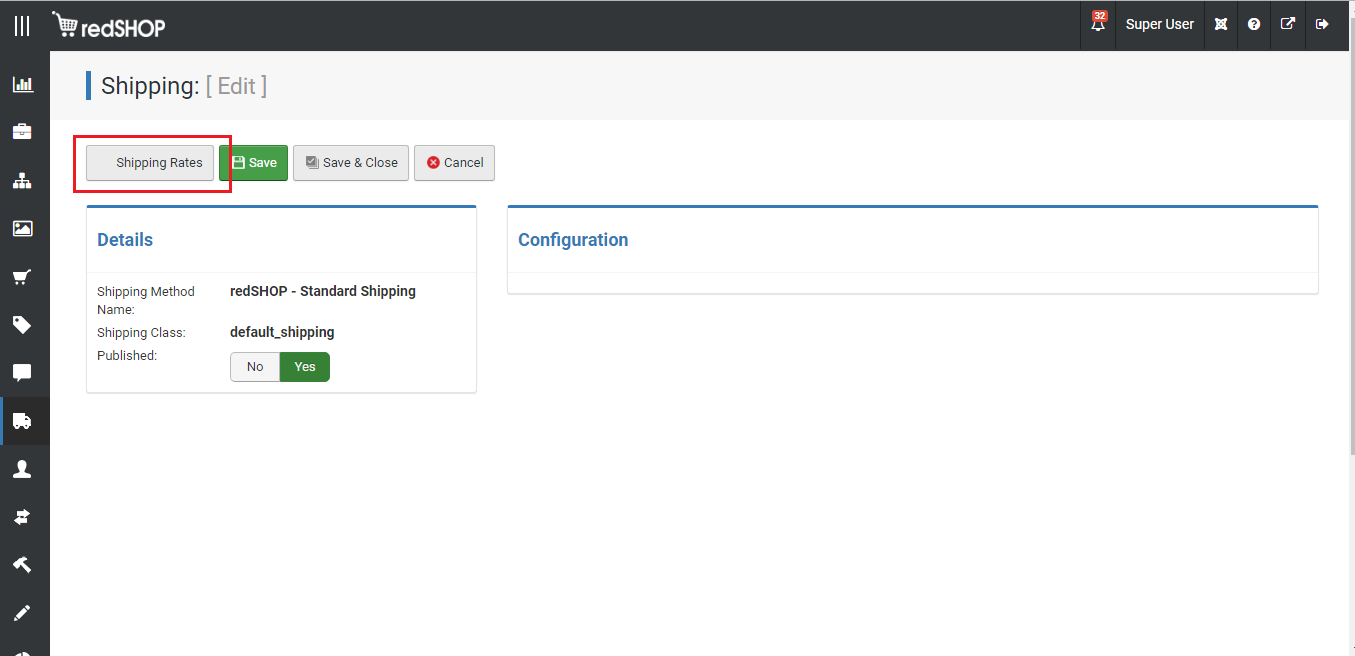 redSHOP
32
Super User
Shipping: [ Edit ]
Shipping Rates
Save
Save & Close
Cancel
Details
Configuration
Shipping Method Name:
redSHOP - Standard Shipping
Shipping Class:
default_shipping
Published:
No
Yes